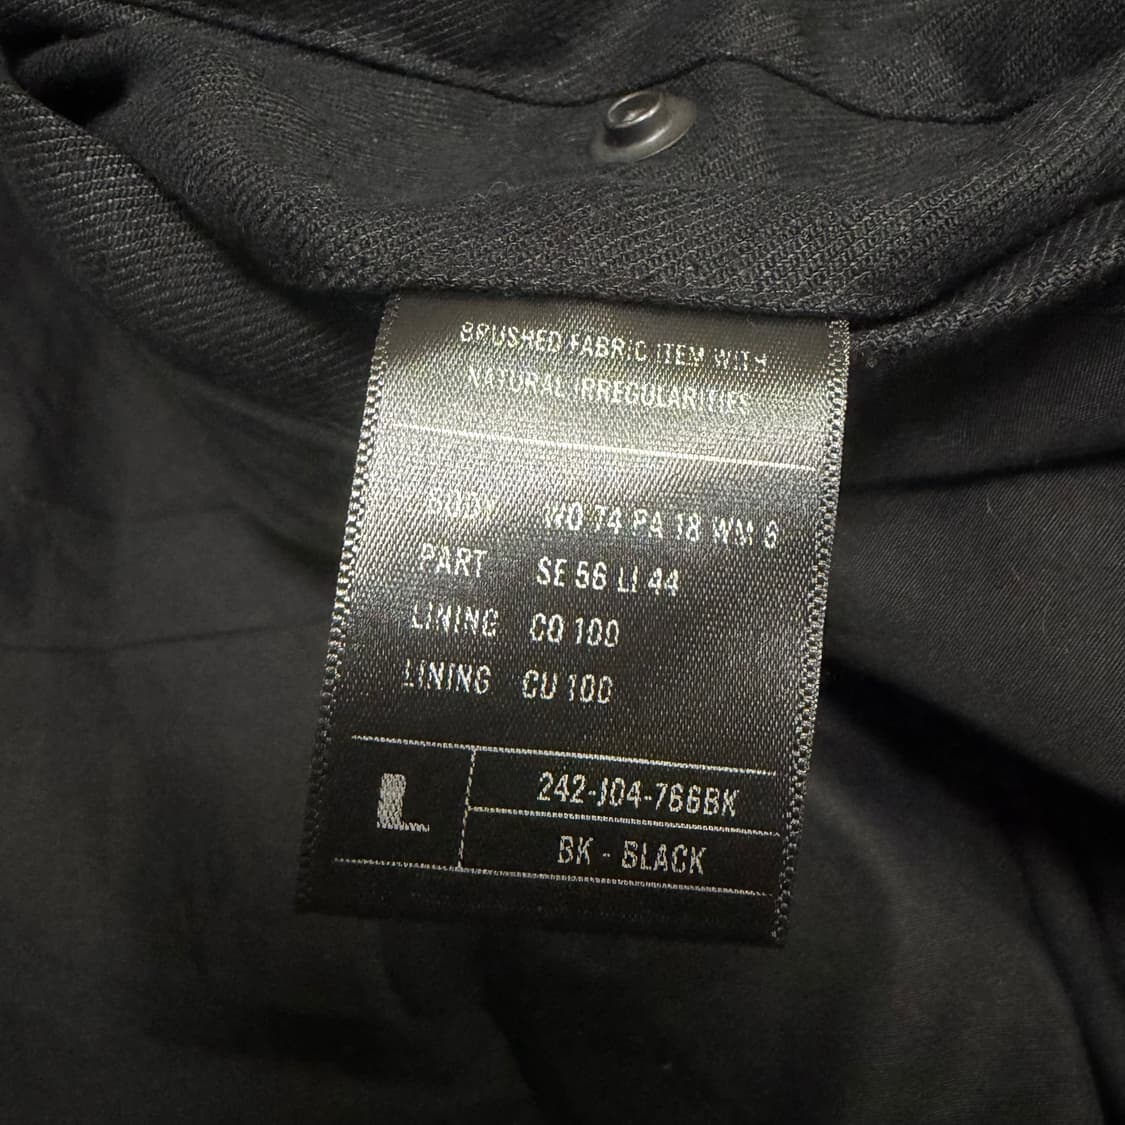 BRUSHED FABRIC ITEM WITH
NATURAL IRREGULARITIES
BODY WO 74 PA 18 WM 8
PART SE 56 LI 44
LINING CO 100
LINING CU 100
L
242-J04-766BK
BK - BLACK